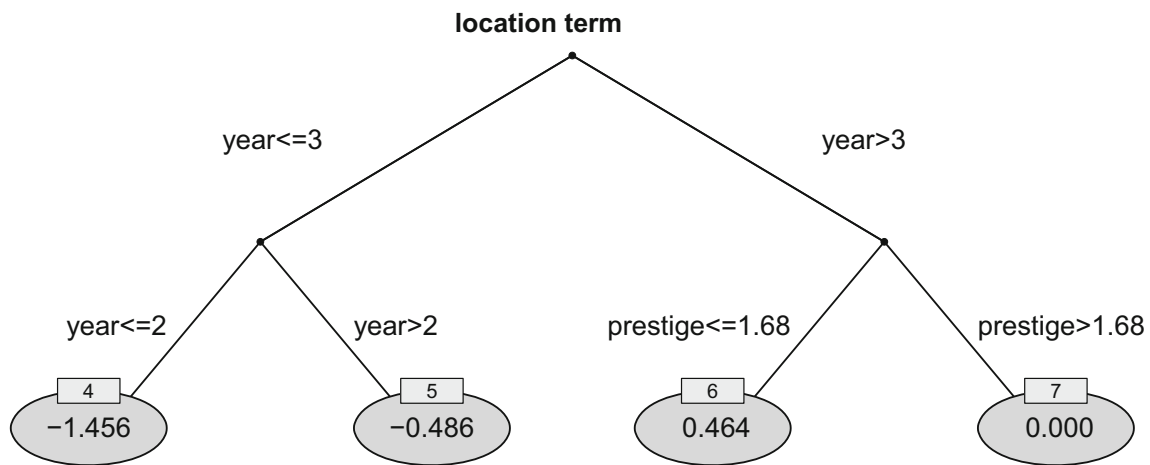 location term
year<=3
year>3
year<=2
year>2
prestige<=1.68
prestige>1.68
4
5
6
7
−1.456
−0.486
0.464
0.000